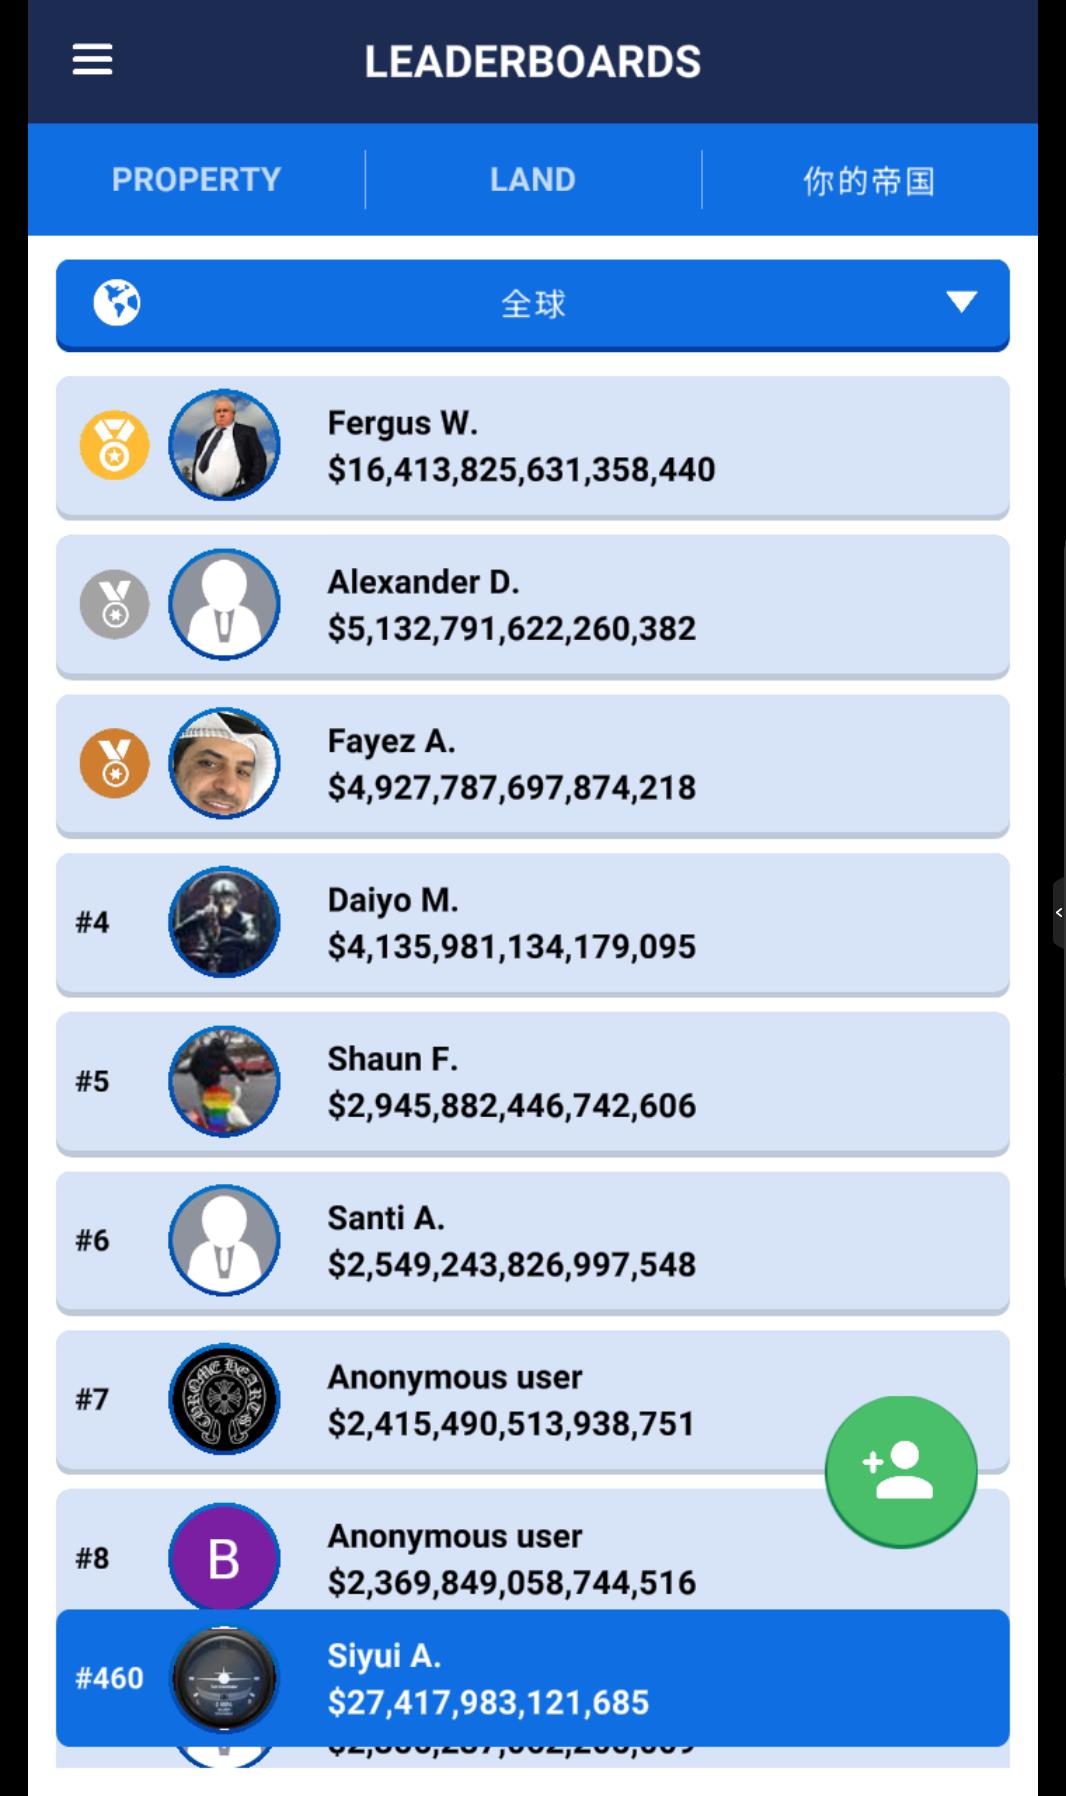 LEADERBOARDS
PROPERTY
LAND
你的帝国
全球
Fergus W.
$16,413,825,631,358,440
Alexander D.
$5,132,791,622,260,382
Fayez A.
$4,927,787,697,874,218
#4
Daiyo M.
$4,135,981,134,179,095
#5
Shaun F.
$2,945,882,446,742,606
#6
Santi A.
$2,549,243,826,997,548
#7
CHROME HEARTS
Anonymous user
$2,415,490,513,938,751
#8
B
Anonymous user
$2,369,849,058,744,516
#460
Siyui A.
$27,417,983,121,685